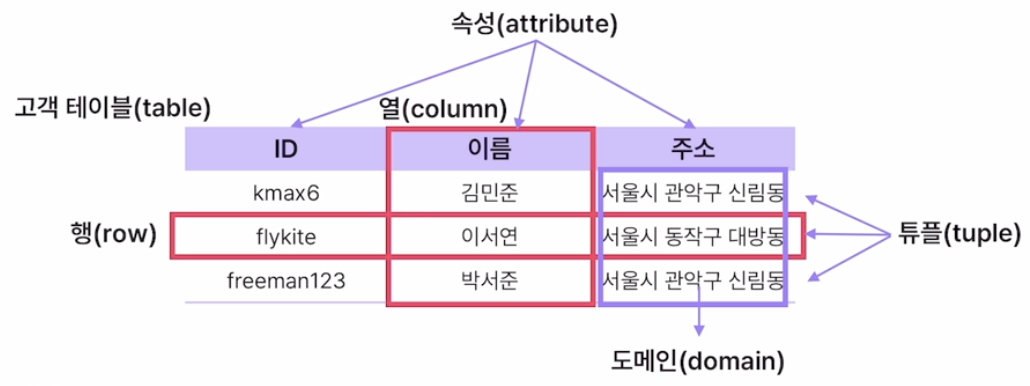 속성(attribute)
고객 테이블(table)
열(column)
ID 이름 주소
kmax6 김민준 서울시 관악구 신림동
행(row) flykite 이서연 서울시 동작구 대방동 튜플(tuple)
freeman123 박서준 서울시 관악구 신림동
도메인(domain)